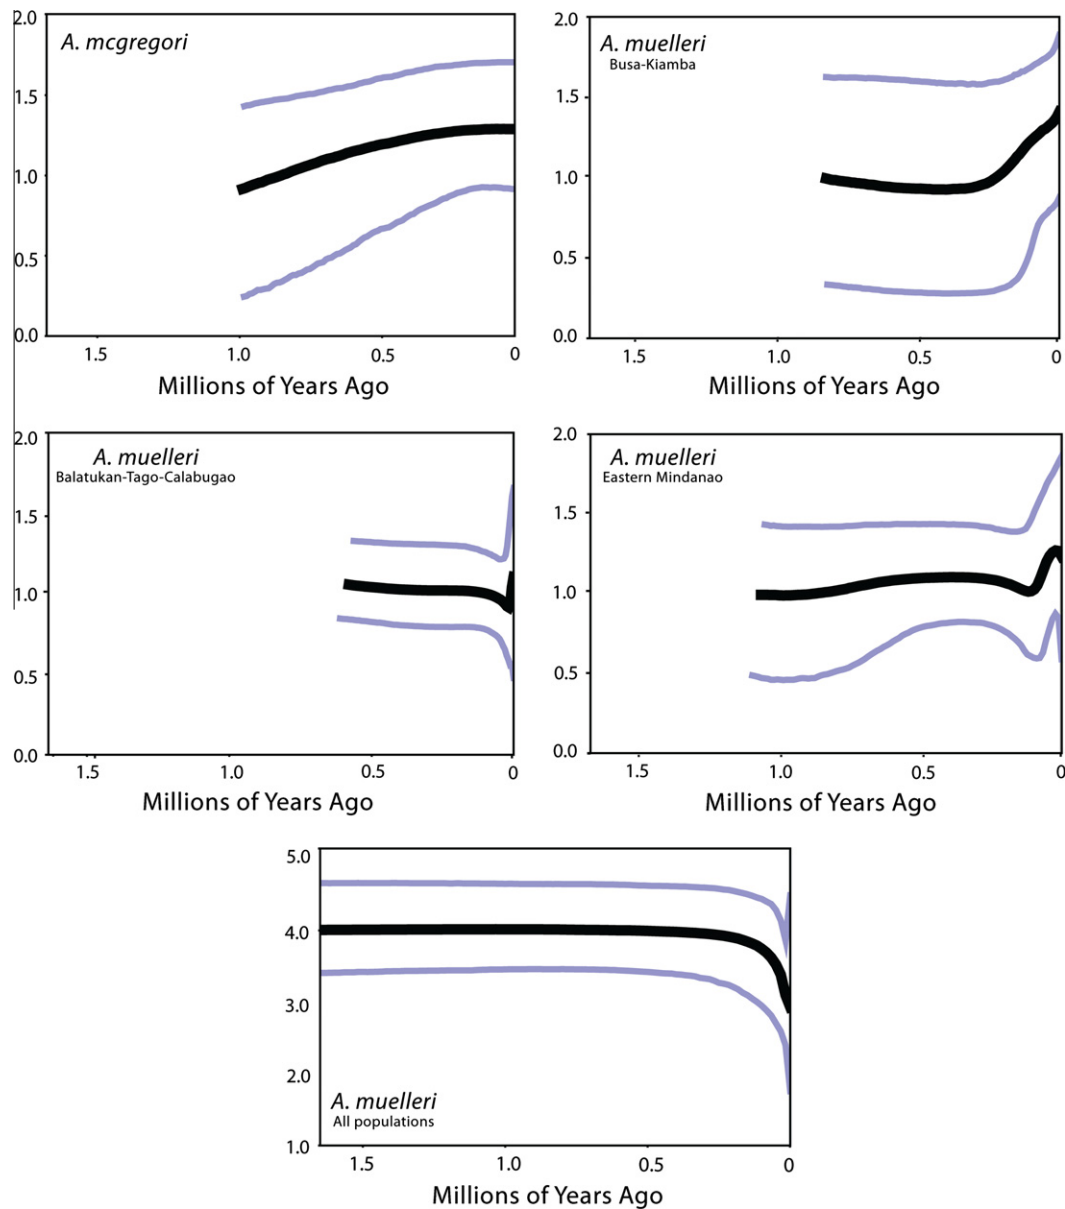 2.0
A. mcgregori
1.5
1.0
0.5
0.0
1.5 1.0 0.5 0
Millions of Years Ago
2.0
A. muelleri
Busa-Kiamba
1.5
1.0
0.5
0.0
1.5 1.0 0.5 0
Millions of Years Ago
2.0
A. muelleri
Balatukan-Tago-Calabugao
1.5
1.0
0.5
0.0
1.5 1.0 0.5 0
Millions of Years Ago
2.0
A. muelleri
Eastern Mindanao
1.5
1.0
0.5
0.0
1.5 1.0 0.5 0
Millions of Years Ago
5.0
4.0
3.0
2.0
A. muelleri
All populations
1.0
1.5 1.0 0.5 0
Millions of Years Ago